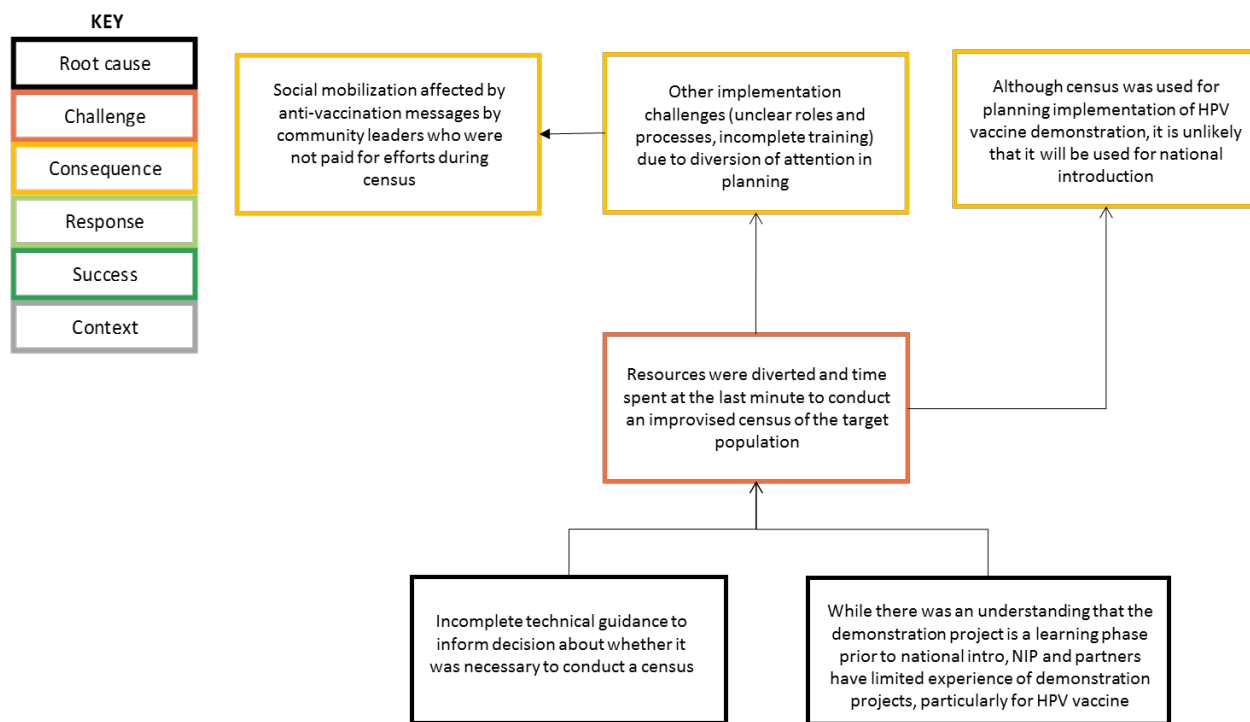 KEY
Root cause
Challenge
Consequence
Response
Success
Context
Social mobilization affected by
anti-vaccination messages by
community leaders who were
not paid for efforts during
census
Other implementation
challenges (unclear roles and
processes, incomplete training)
due to diversion of attention in
planning
Although census was used for
planning implementation of HPV
vaccine demonstration, it is unlikely
that it will be used for national
introduction
Resources were diverted and time
spent at the last minute to conduct
an improvised census of the target
population
Incomplete technical guidance to
inform decision about whether it
was necessary to conduct a census
While there was an understanding that the
demonstration project is a learning phase
prior to national intro, NIP and partners
have limited experience of demonstration
projects, particularly for HPV vaccine